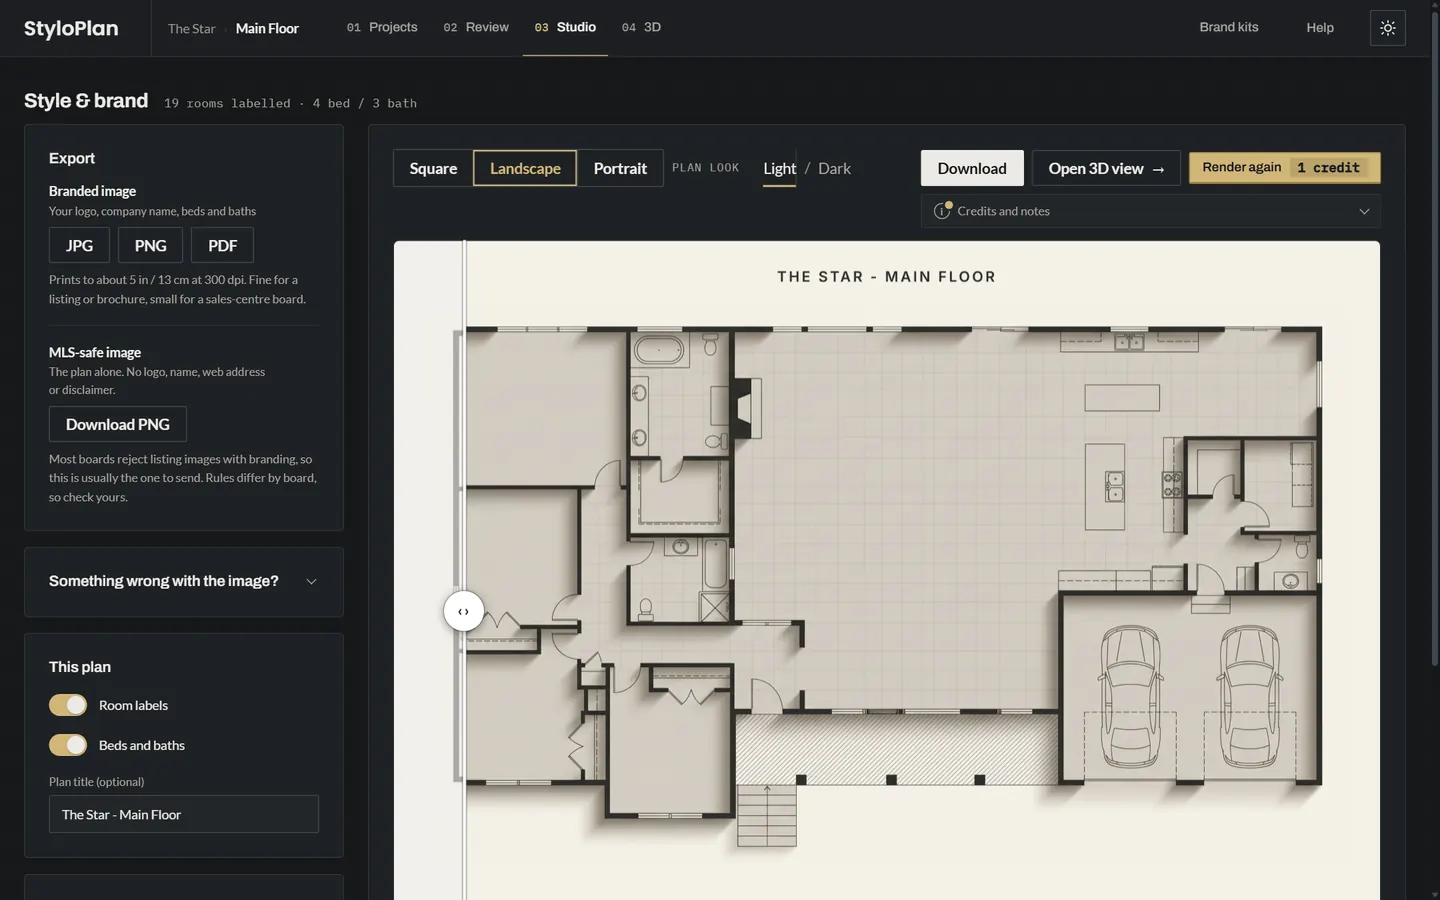 StyloPlan
The Star · Main Floor
01 Projects
02 Review
03 Studio
04 3D
Brand kits
Help
Style & brand
19 rooms labelled · 4 bed / 3 bath
Export
Branded image
Your logo, company name, beds and baths
JPG
PNG
PDF
Prints to about 5 in / 13 cm at 300 dpi. Fine for a
listing or brochure, small for a sales-centre board.
MLS-safe image
The plan alone. No logo, name, web address
or disclaimer.
Download PNG
Most boards reject listing images with branding, so
this is usually the one to send. Rules differ by board,
so check yours.
Something wrong with the image?
This plan
Room labels
Beds and baths
Plan title (optional)
The Star - Main Floor
Square
Landscape
Portrait
PLAN LOOK
Light / Dark
Download
Open 3D view →
Render again 1 credit
Credits and notes
THE STAR - MAIN FLOOR